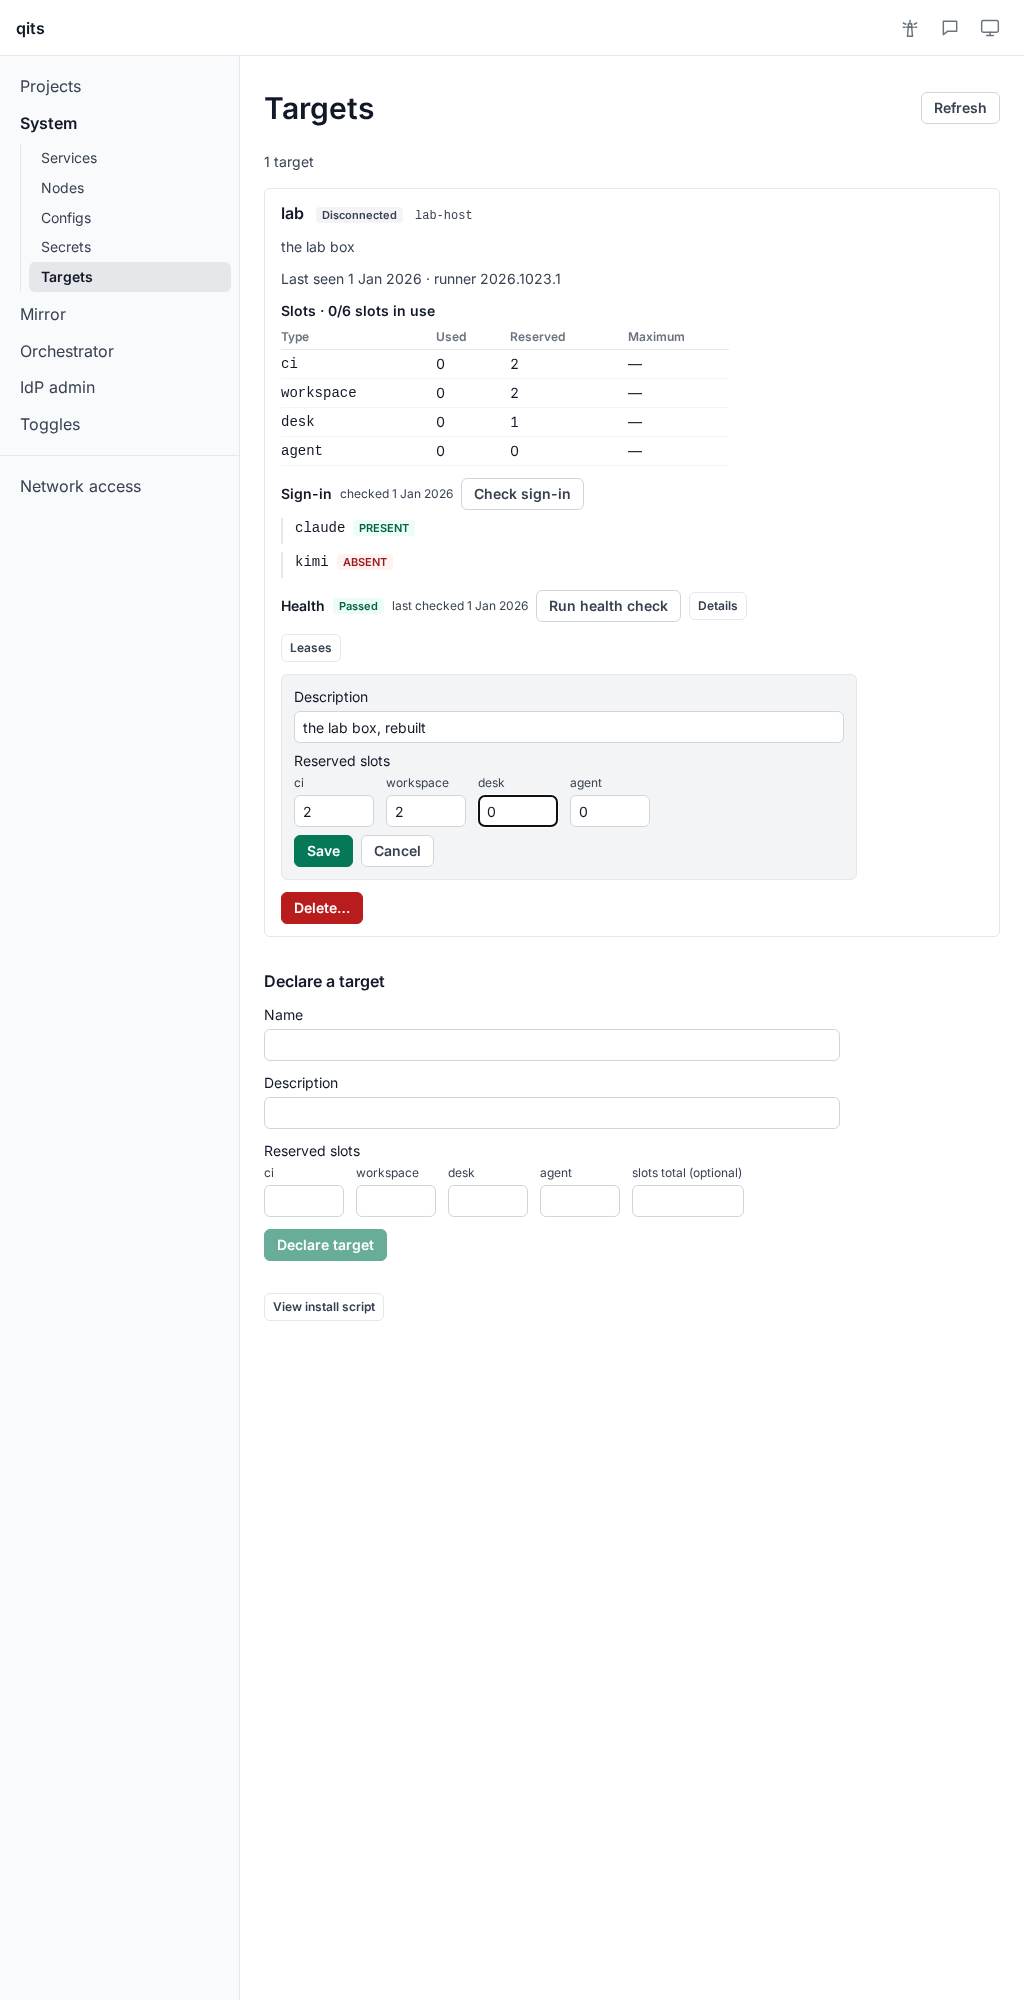 qits
Projects
System
Services
Nodes
Configs
Secrets
Targets
Mirror
Orchestrator
IdP admin
Toggles
Network access
Targets
Refresh
1 target
lab Disconnected lab-host
the lab box
Last seen 1 Jan 2026 · runner 2026.1023.1
Slots · 0/6 slots in use
Type Used Reserved Maximum
ci 0 2 —
workspace 0 2 —
desk 0 1 —
agent 0 0 —
Sign-in checked 1 Jan 2026 Check sign-in
claude PRESENT
kimi ABSENT
Health Passed last checked 1 Jan 2026 Run health check Details
Leases
Description
the lab box, rebuilt
Reserved slots
ci workspace desk agent
2 2 0 0
Save Cancel
Delete…
Declare a target
Name
Description
Reserved slots
ci workspace desk agent slots total (optional)
Declare target
View install script